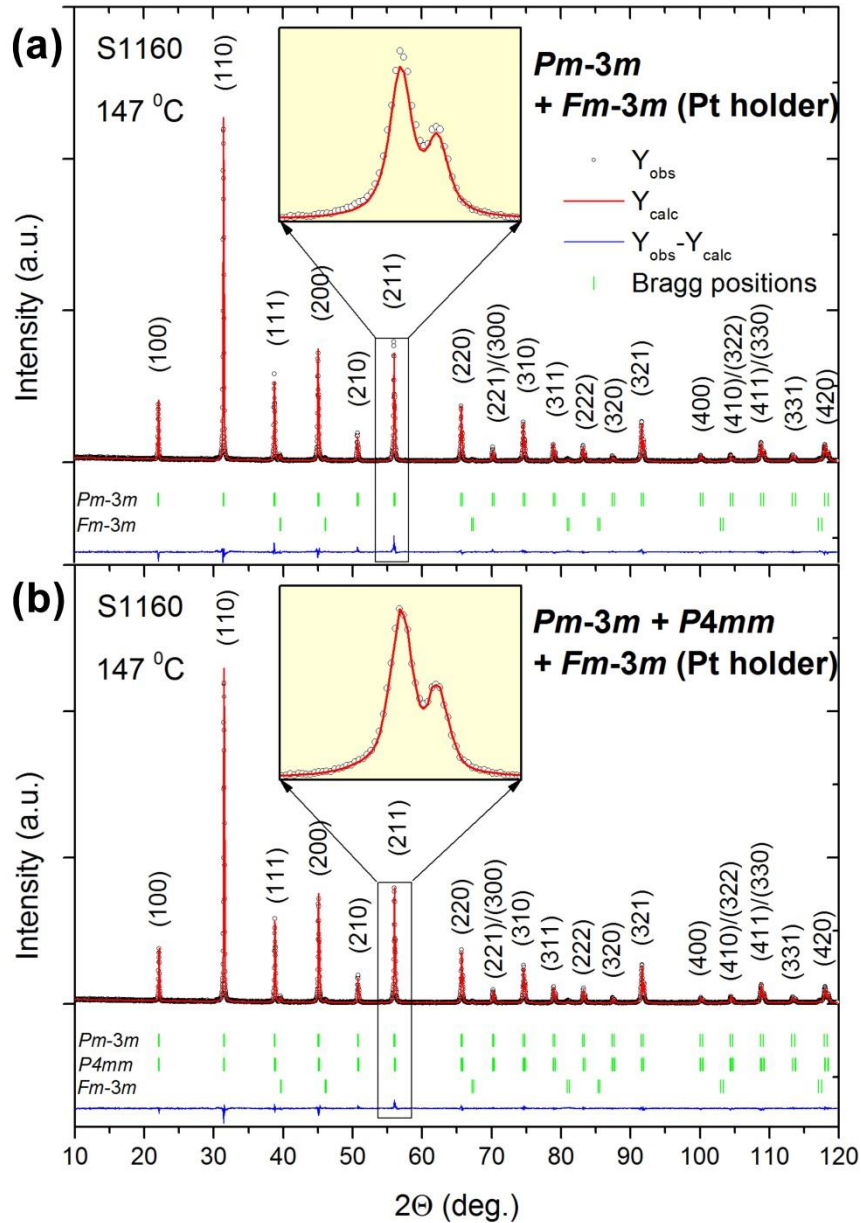 (a)
S1160
147 ⁰C
Pm-3m
+ Fm-3m (Pt holder)
Y_obs
Y_calc
Y_obs-Y_calc
Bragg positions
Intensity (a.u.)
(100)
(110)
(111)
(200)
(210)
(211)
(220)
(221)/(300)
(310)
(311)
(222)
(320)
(321)
(400)
(410)/(322)
(411)/(330)
(331)
(420)
Pm-3m
Fm-3m
(b)
S1160
147 ⁰C
Pm-3m + P4mm
+ Fm-3m (Pt holder)
Intensity (a.u.)
(100)
(110)
(111)
(200)
(210)
(211)
(220)
(221)/(300)
(310)
(311)
(222)
(320)
(321)
(400)
(410)/(322)
(411)/(330)
(331)
(420)
Pm-3m
P4mm
Fm-3m
10 20 30 40 50 60 70 80 90 100 110 120
2Θ (deg.)